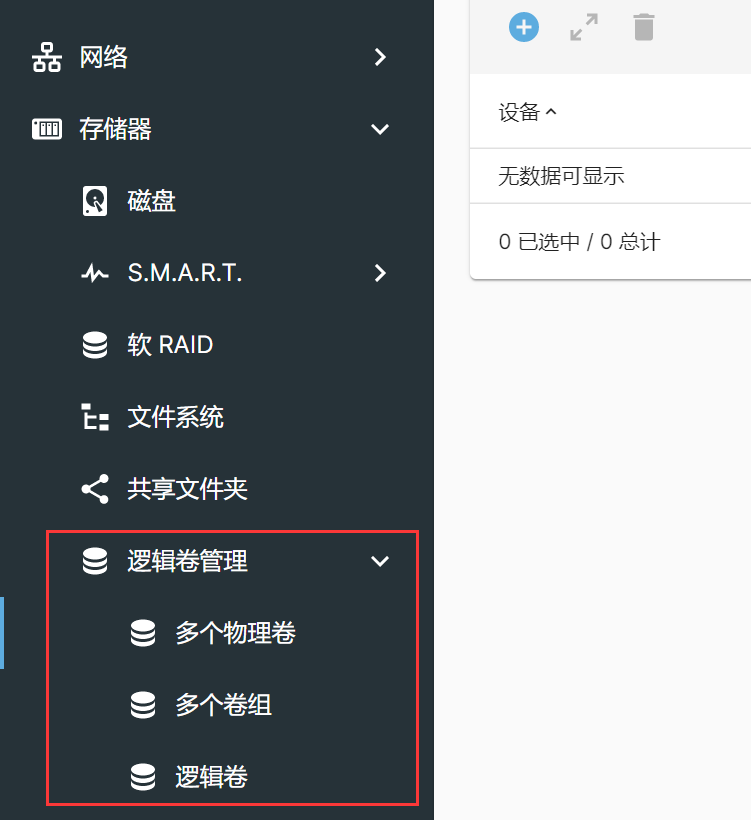 网络
存储器
磁盘
S.M.A.R.T.
软 RAID
文件系统
共享文件夹
逻辑卷管理
多个物理卷
多个卷组
逻辑卷
设备
无数据可显示
0 已选中 / 0 总计